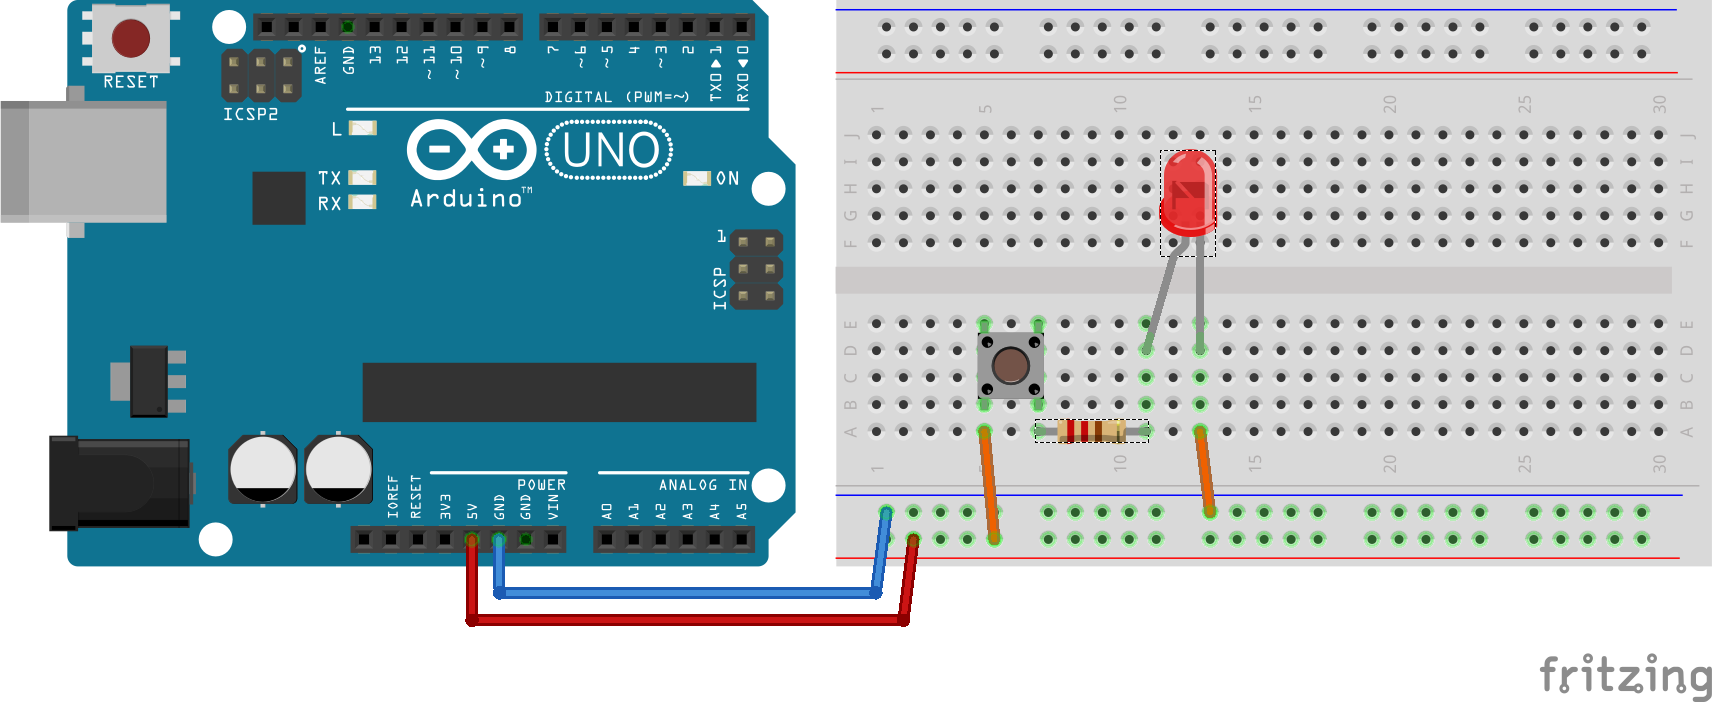 RESET
ICSP2
AREF
GND
13
12
~11
~10
~9
8
7
~6
~5
4
~3
2
TX0▶1
RX0◀0
DIGITAL (PWM=~)
L
TX
RX
UNO
Arduino™
ON
1
ICSP
IOREF
RESET
3V3
5V
GND
GND
VIN
POWER
A0
A1
A2
A3
A4
A5
ANALOG IN
1 5 10 15 20 25 30
J J
I I
H H
G G
F F
E E
D D
C C
B B
A A
1 10 15 20 25 30
fritzing